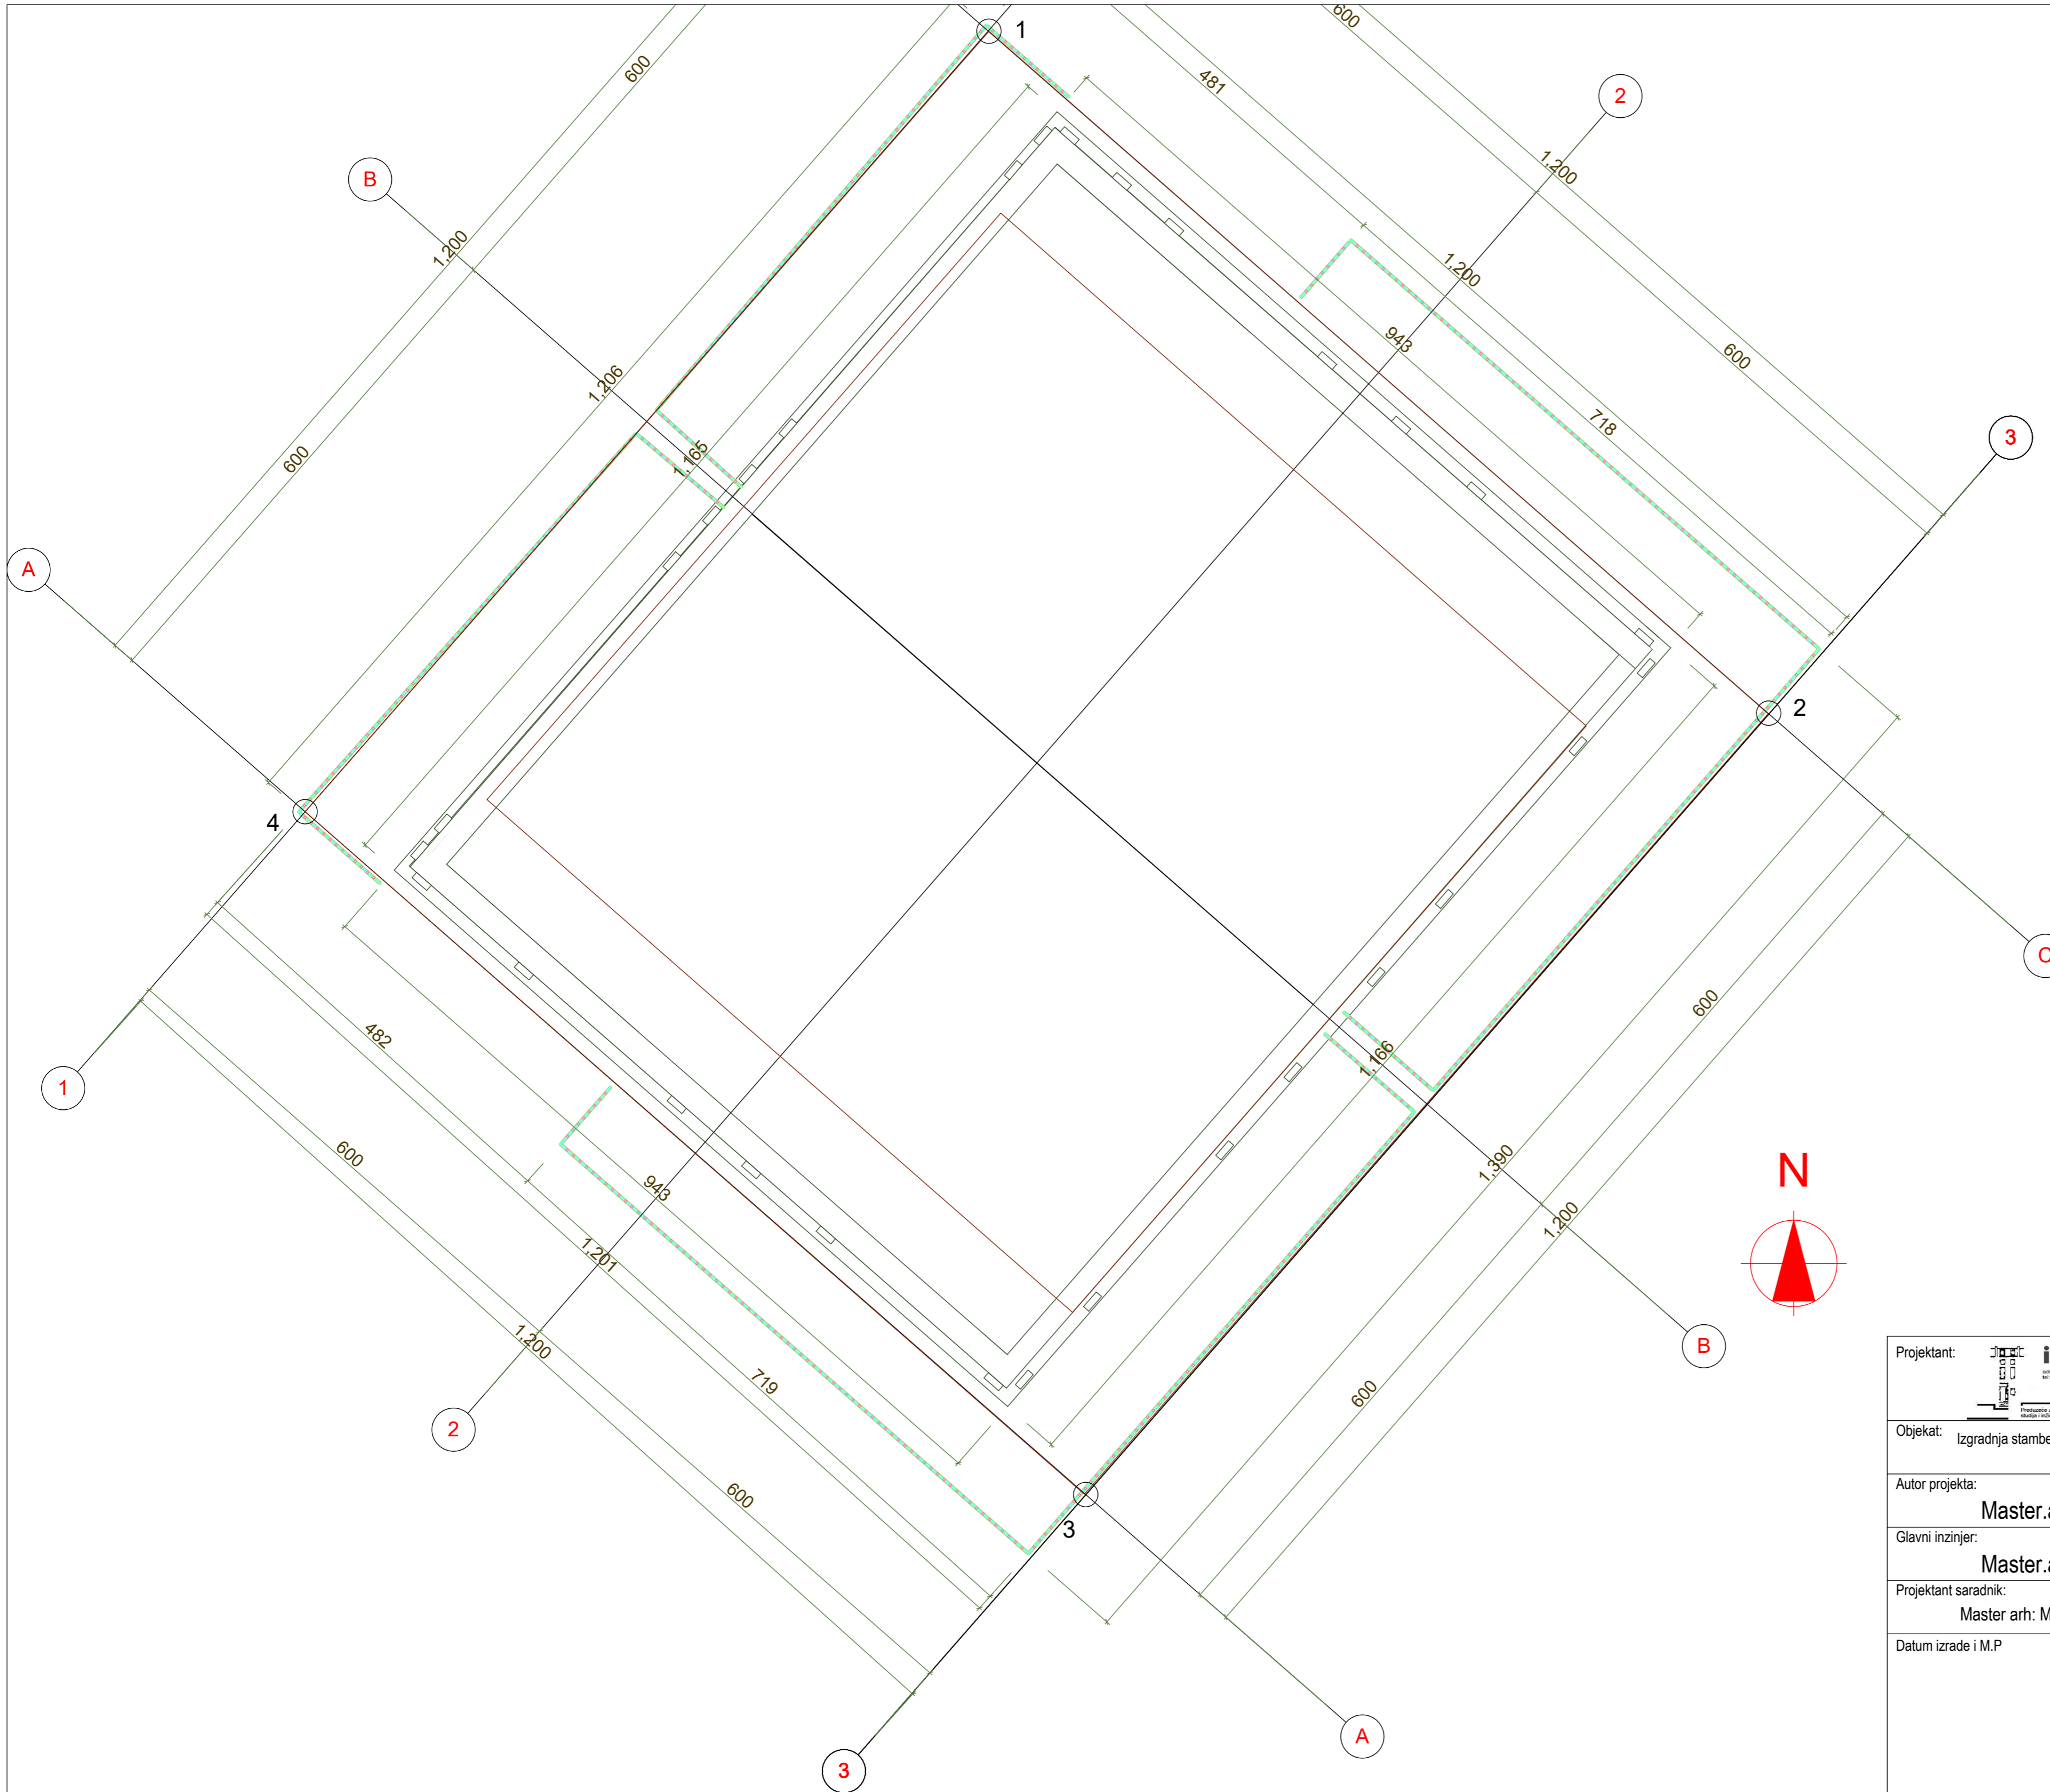 600
1
600
481
2
B
1,200
1,200
1,200
943
600
1,206
718
3
600
1,165
A
2
4
C
600
482
1,166
1
600
1,390
N
943
1,200
1,201
1,200
B
719
600
2
600
3
A
3
Projektant:
Objekat: Izgradnja stambe
Autor projekta:
Master.a
Glavni inzinjer:
Master.a
Projektant saradnik:
Master arh: M
Datum izrade i M.P